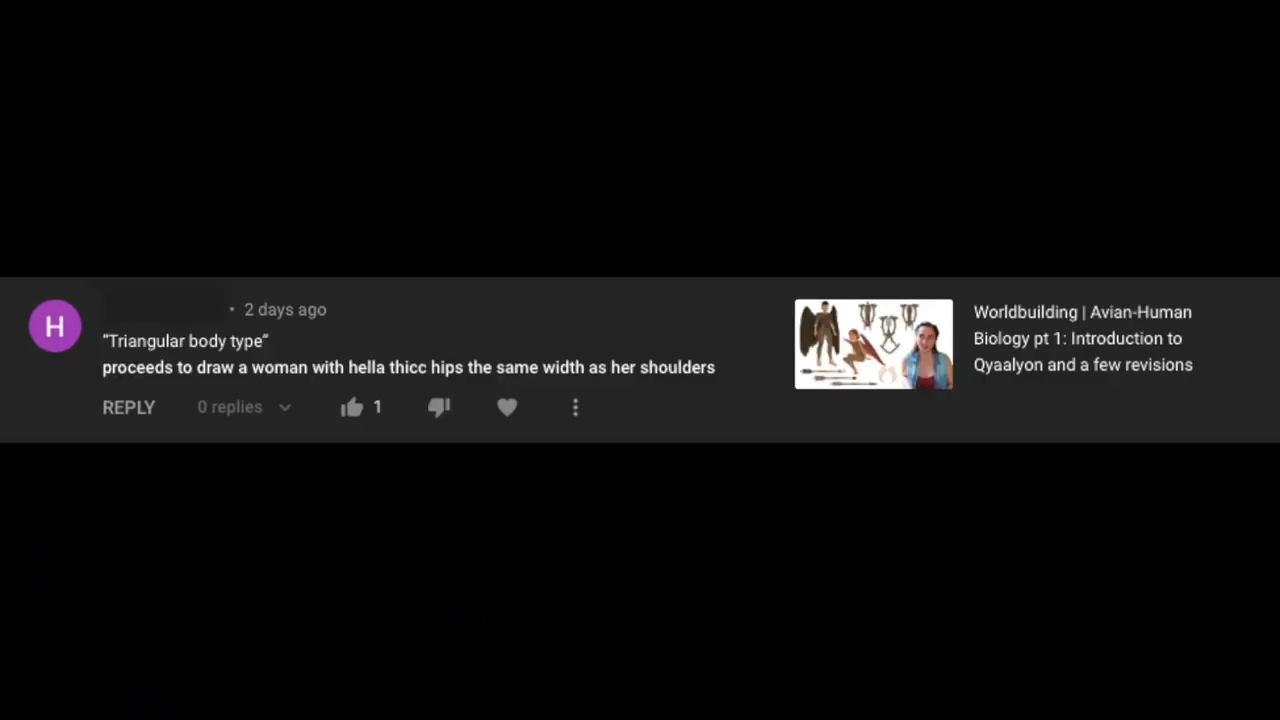 H
• 2 days ago
“Triangular body type”
proceeds to draw a woman with hella thicc hips the same width as her shoulders
REPLY 0 replies 1
Worldbuilding | Avian-Human
Biology pt 1: Introduction to
Qyaalyon and a few revisions